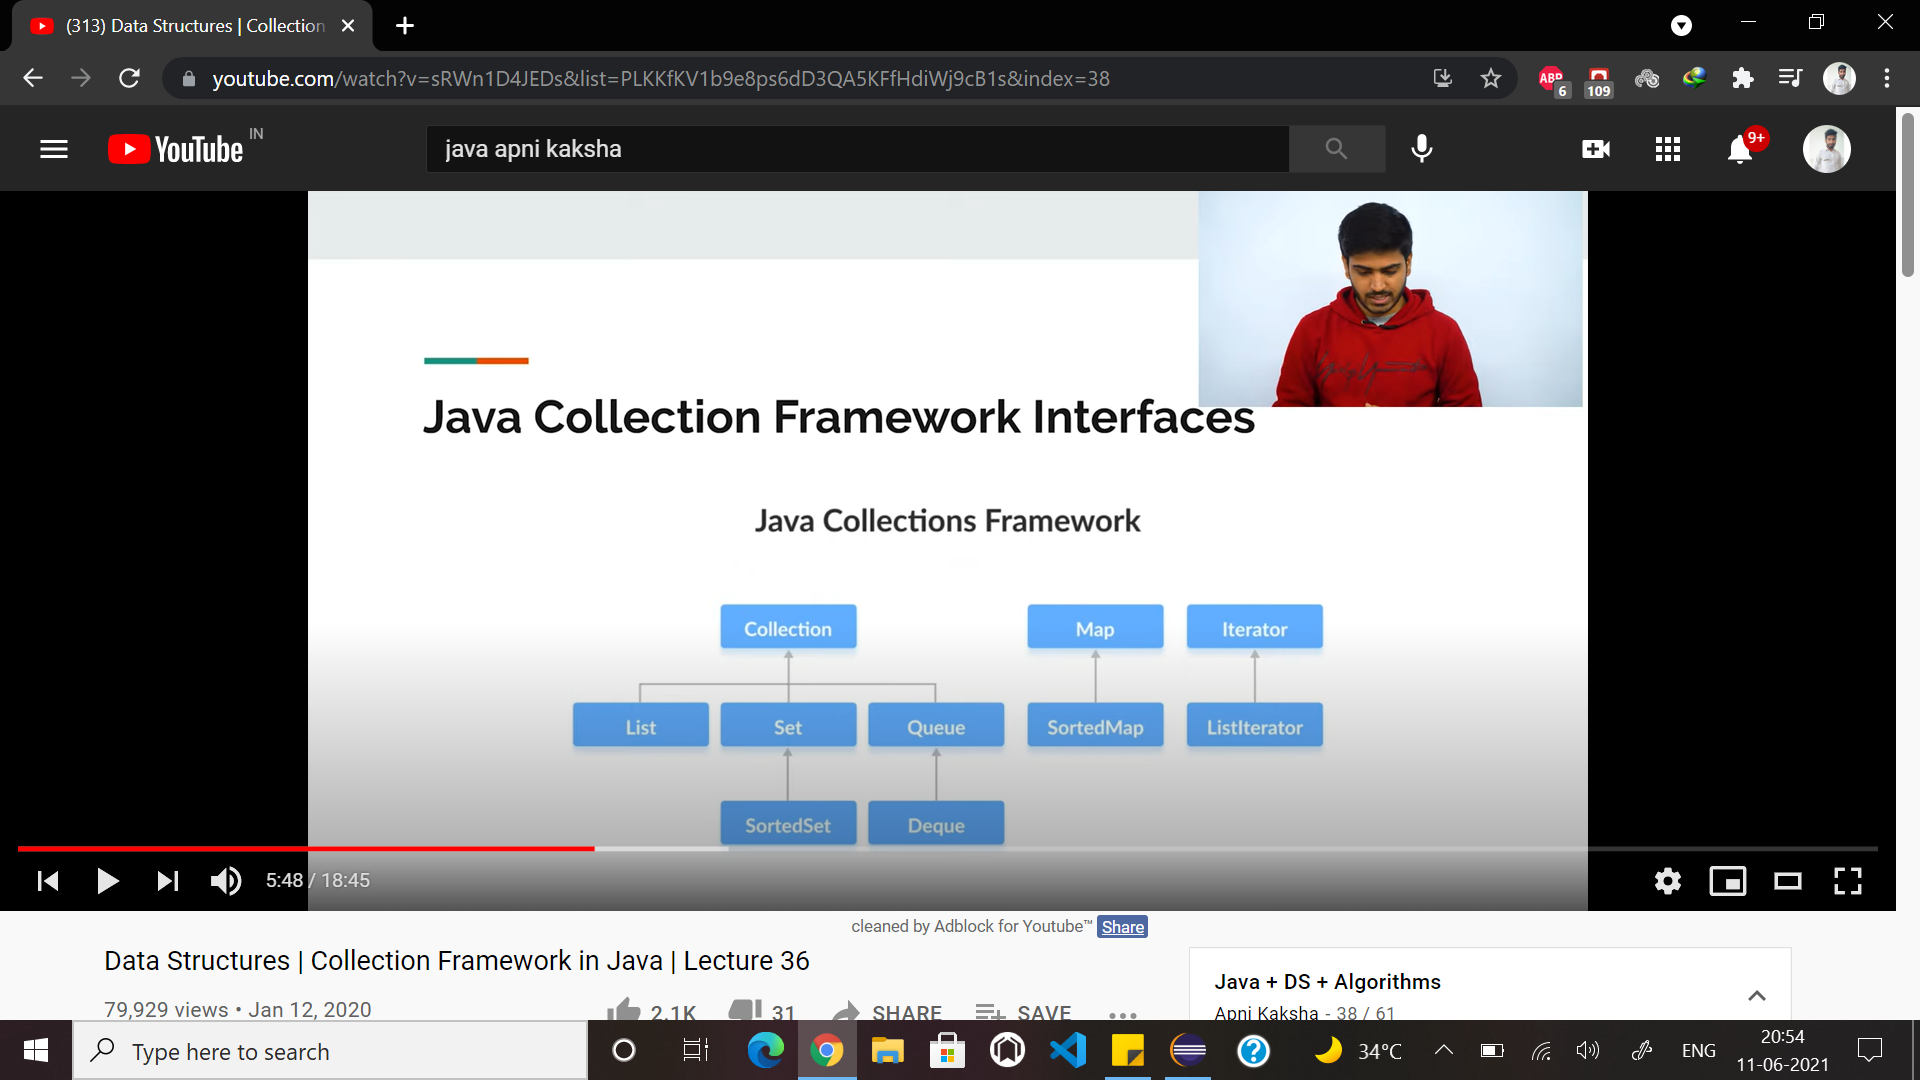 (313) Data Structures | Collection
youtube.com/watch?v=sRWn1D4JEDs&list=PLKKfKV1b9e8ps6dD3QA5KFfHdiWj9cB1s&index=38
ABP
6
109
YouTube IN
java apni kaksha
9+
Java Collection Framework Interfaces
Java Collections Framework
Collection Map Iterator
List Set Queue SortedMap ListIterator
SortedSet Deque
5:48 / 18:45
cleaned by Adblock for Youtube™ Share
Data Structures | Collection Framework in Java | Lecture 36
79,929 views • Jan 12, 2020
2.1K 31 SHARE SAVE
Java + DS + Algorithms
Apni Kaksha - 38 / 61
Type here to search
34°C
ENG
20:54
11-06-2021